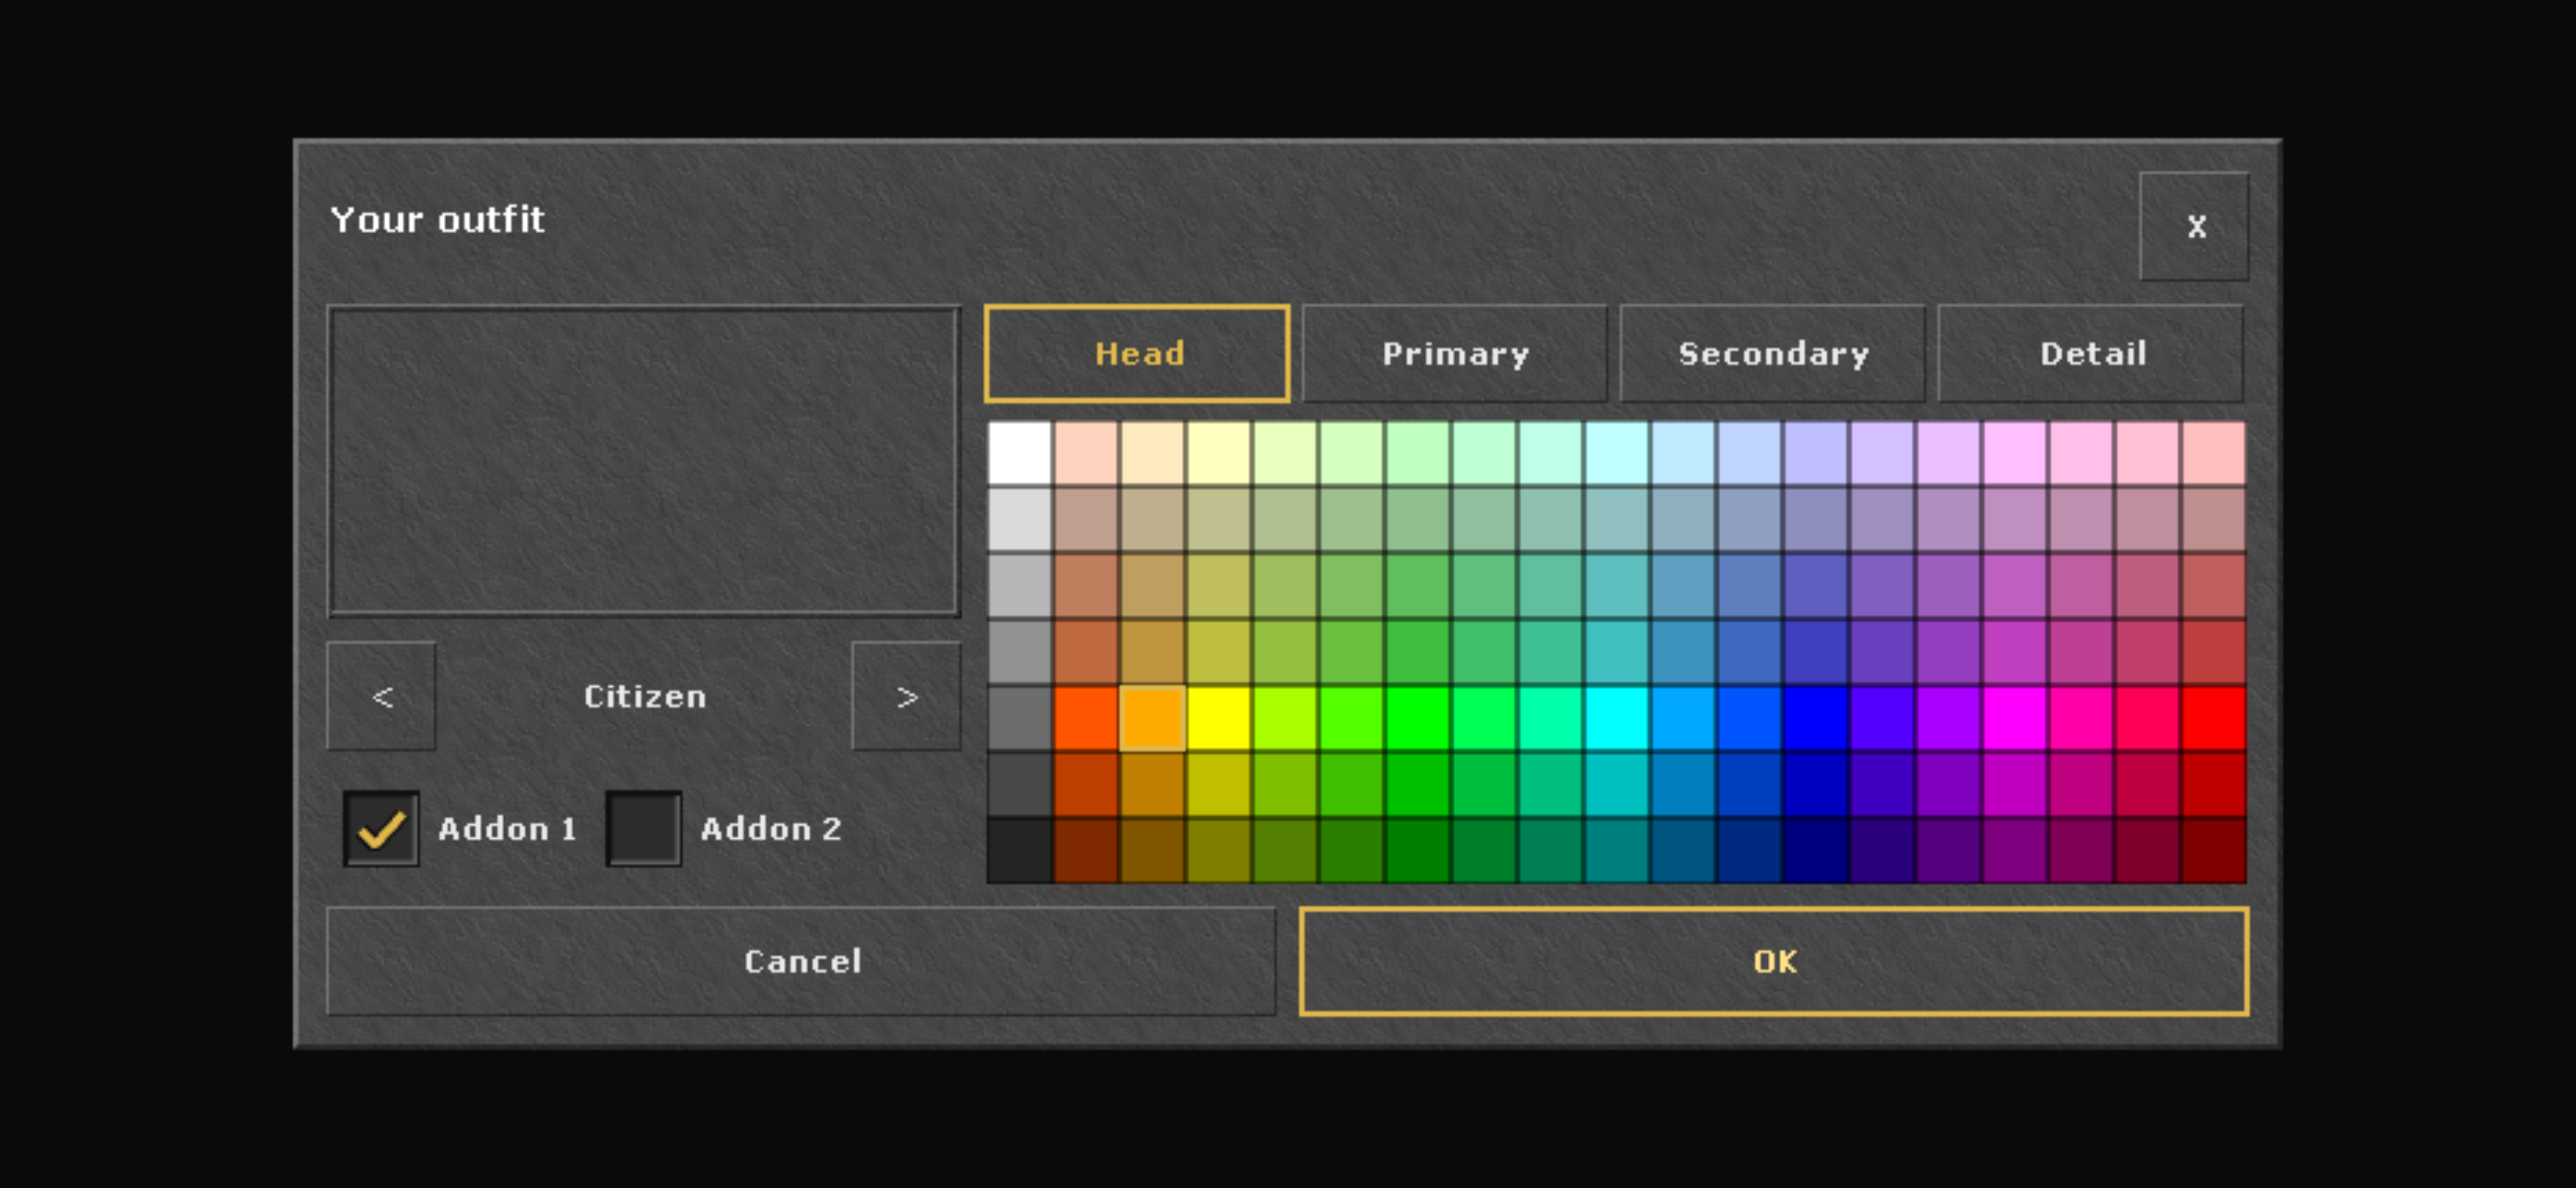 Your outfit
x
Head Primary Secondary Detail
< Citizen >
Addon 1 Addon 2
Cancel OK